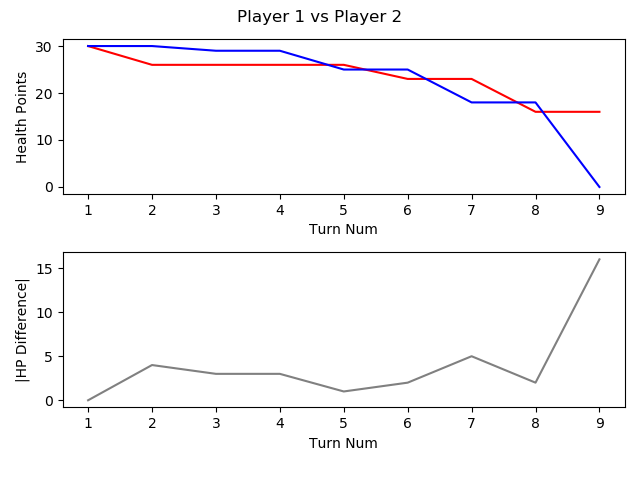 Player 1 vs Player 2
30
20
10
0
Health Points
1 2 3 4 5 6 7 8 9
Turn Num
15
10
5
0
|HP Difference|
1 2 3 4 5 6 7 8 9
Turn Num